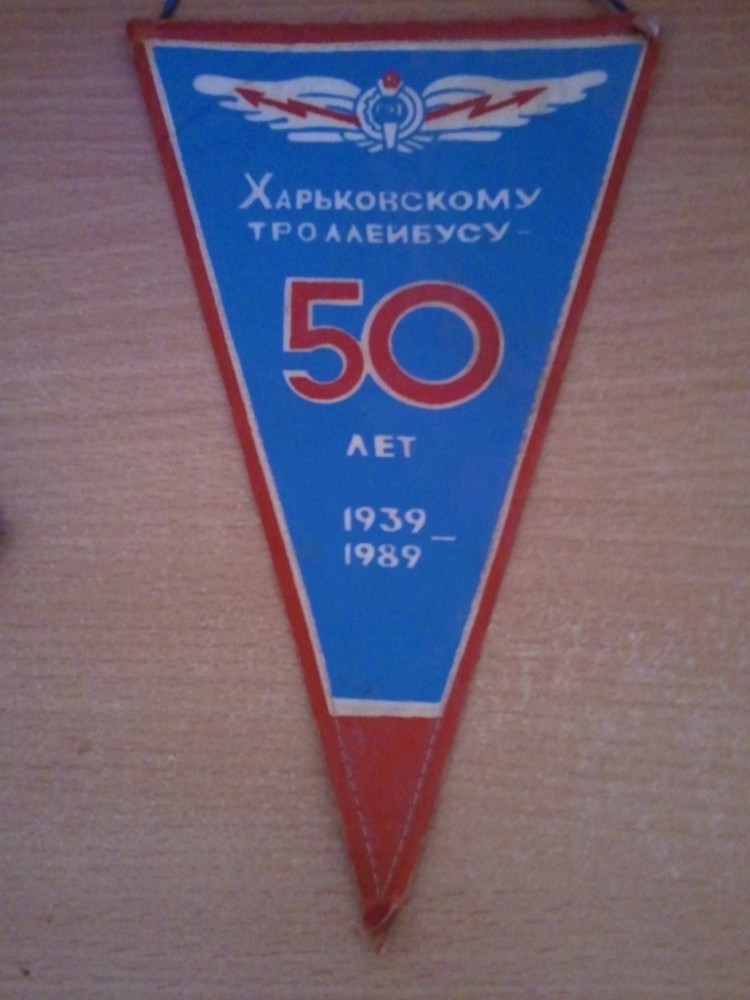 Харьковскому
троллейбусу -
50
лет
1939 -
1989